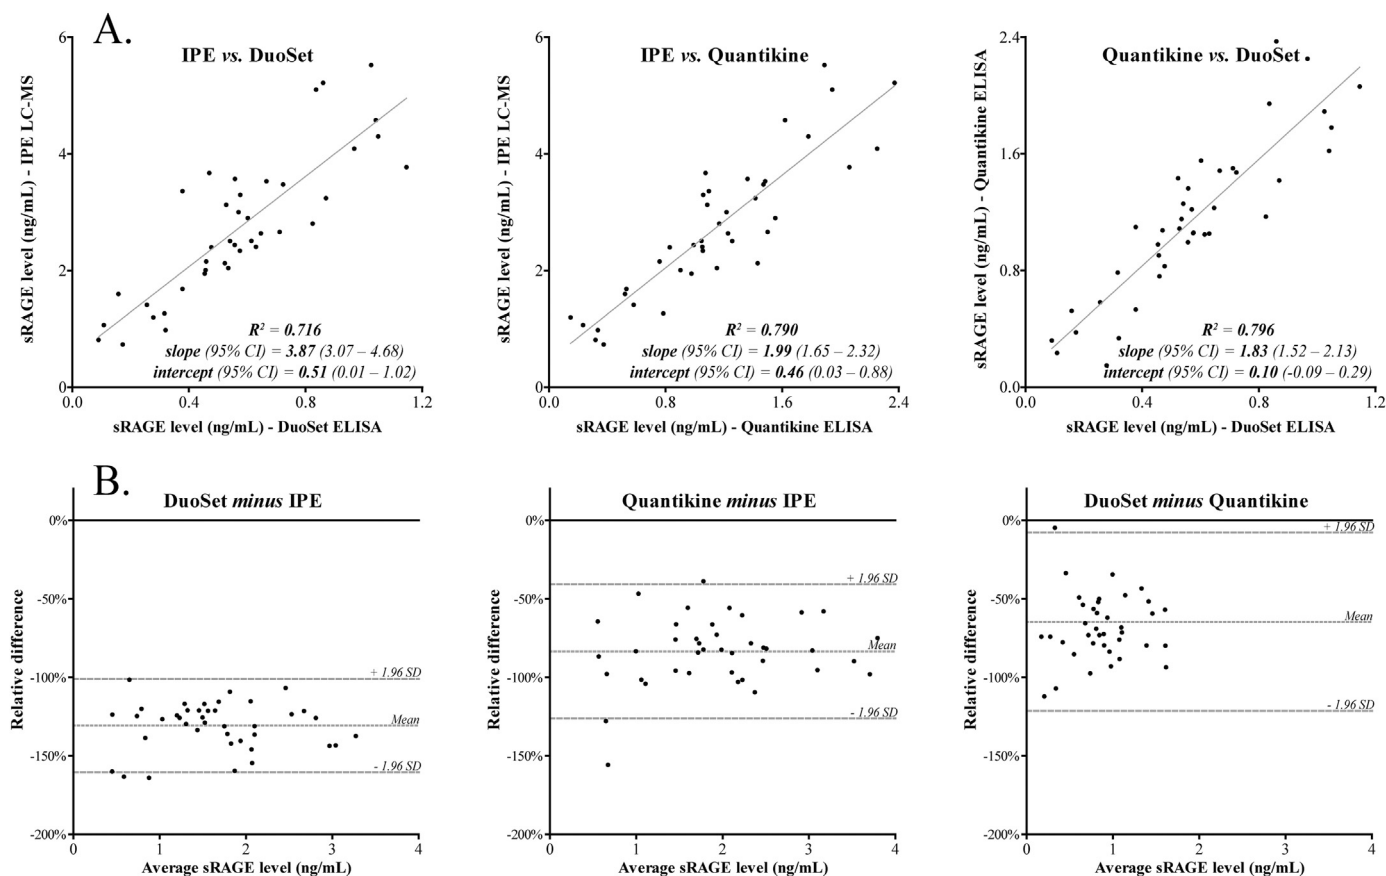 A.
IPE vs. DuoSet
sRAGE level (ng/mL) - IPE LC-MS
6
4
2
0
R² = 0.716
slope (95% CI) = 3.87 (3.07 – 4.68)
intercept (95% CI) = 0.51 (0.01 – 1.02)
0.0 0.4 0.8 1.2
sRAGE level (ng/mL) - DuoSet ELISA
IPE vs. Quantikine
sRAGE level (ng/mL) - IPE LC-MS
6
4
2
0
R² = 0.790
slope (95% CI) = 1.99 (1.65 – 2.32)
intercept (95% CI) = 0.46 (0.03 – 0.88)
0.0 0.8 1.6 2.4
sRAGE level (ng/mL) - Quantikine ELISA
Quantikine vs. DuoSet
sRAGE level (ng/mL) - Quantikine ELISA
2.4
1.6
0.8
0.0
R² = 0.796
slope (95% CI) = 1.83 (1.52 – 2.13)
intercept (95% CI) = 0.10 (-0.09 – 0.29)
0.0 0.4 0.8 1.2
sRAGE level (ng/mL) - DuoSet ELISA
B.
DuoSet minus IPE
Relative difference
0%
-50%
-100%
-150%
-200%
+ 1.96 SD
Mean
- 1.96 SD
0 1 2 3 4
Average sRAGE level (ng/mL)
Quantikine minus IPE
Relative difference
0%
-50%
-100%
-150%
-200%
+ 1.96 SD
Mean
- 1.96 SD
0 1 2 3 4
Average sRAGE level (ng/mL)
DuoSet minus Quantikine
Relative difference
0%
-50%
-100%
-150%
-200%
+ 1.96 SD
Mean
- 1.96 SD
0 1 2 3 4
Average sRAGE level (ng/mL)